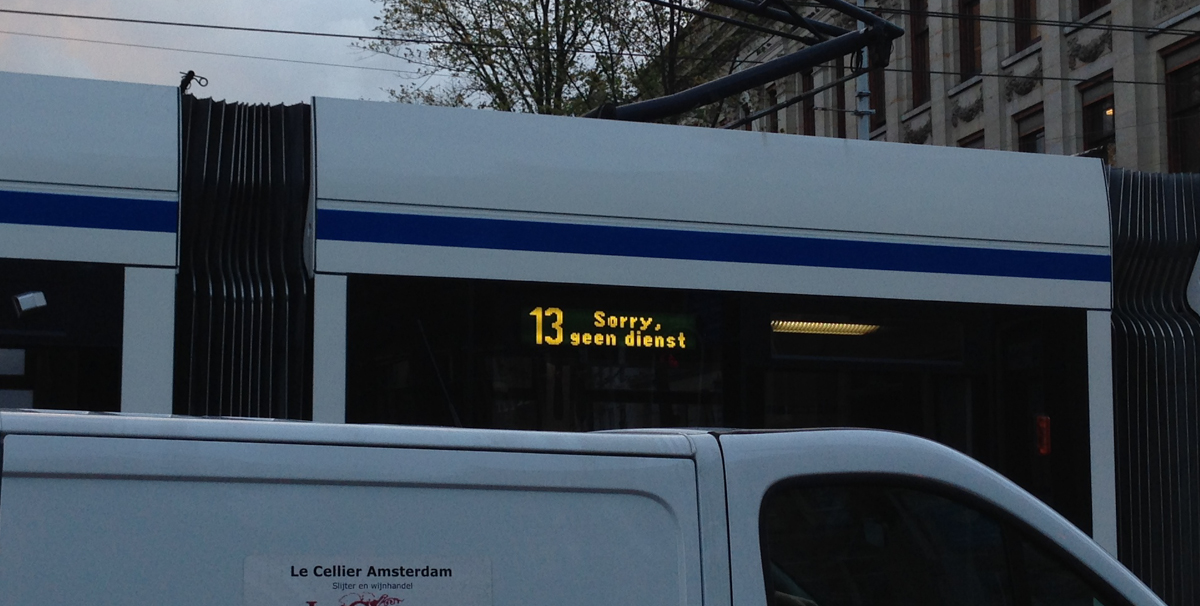 13 Sorry,
geen dienst
Le Cellier Amsterdam
Slijter en wijnhandel